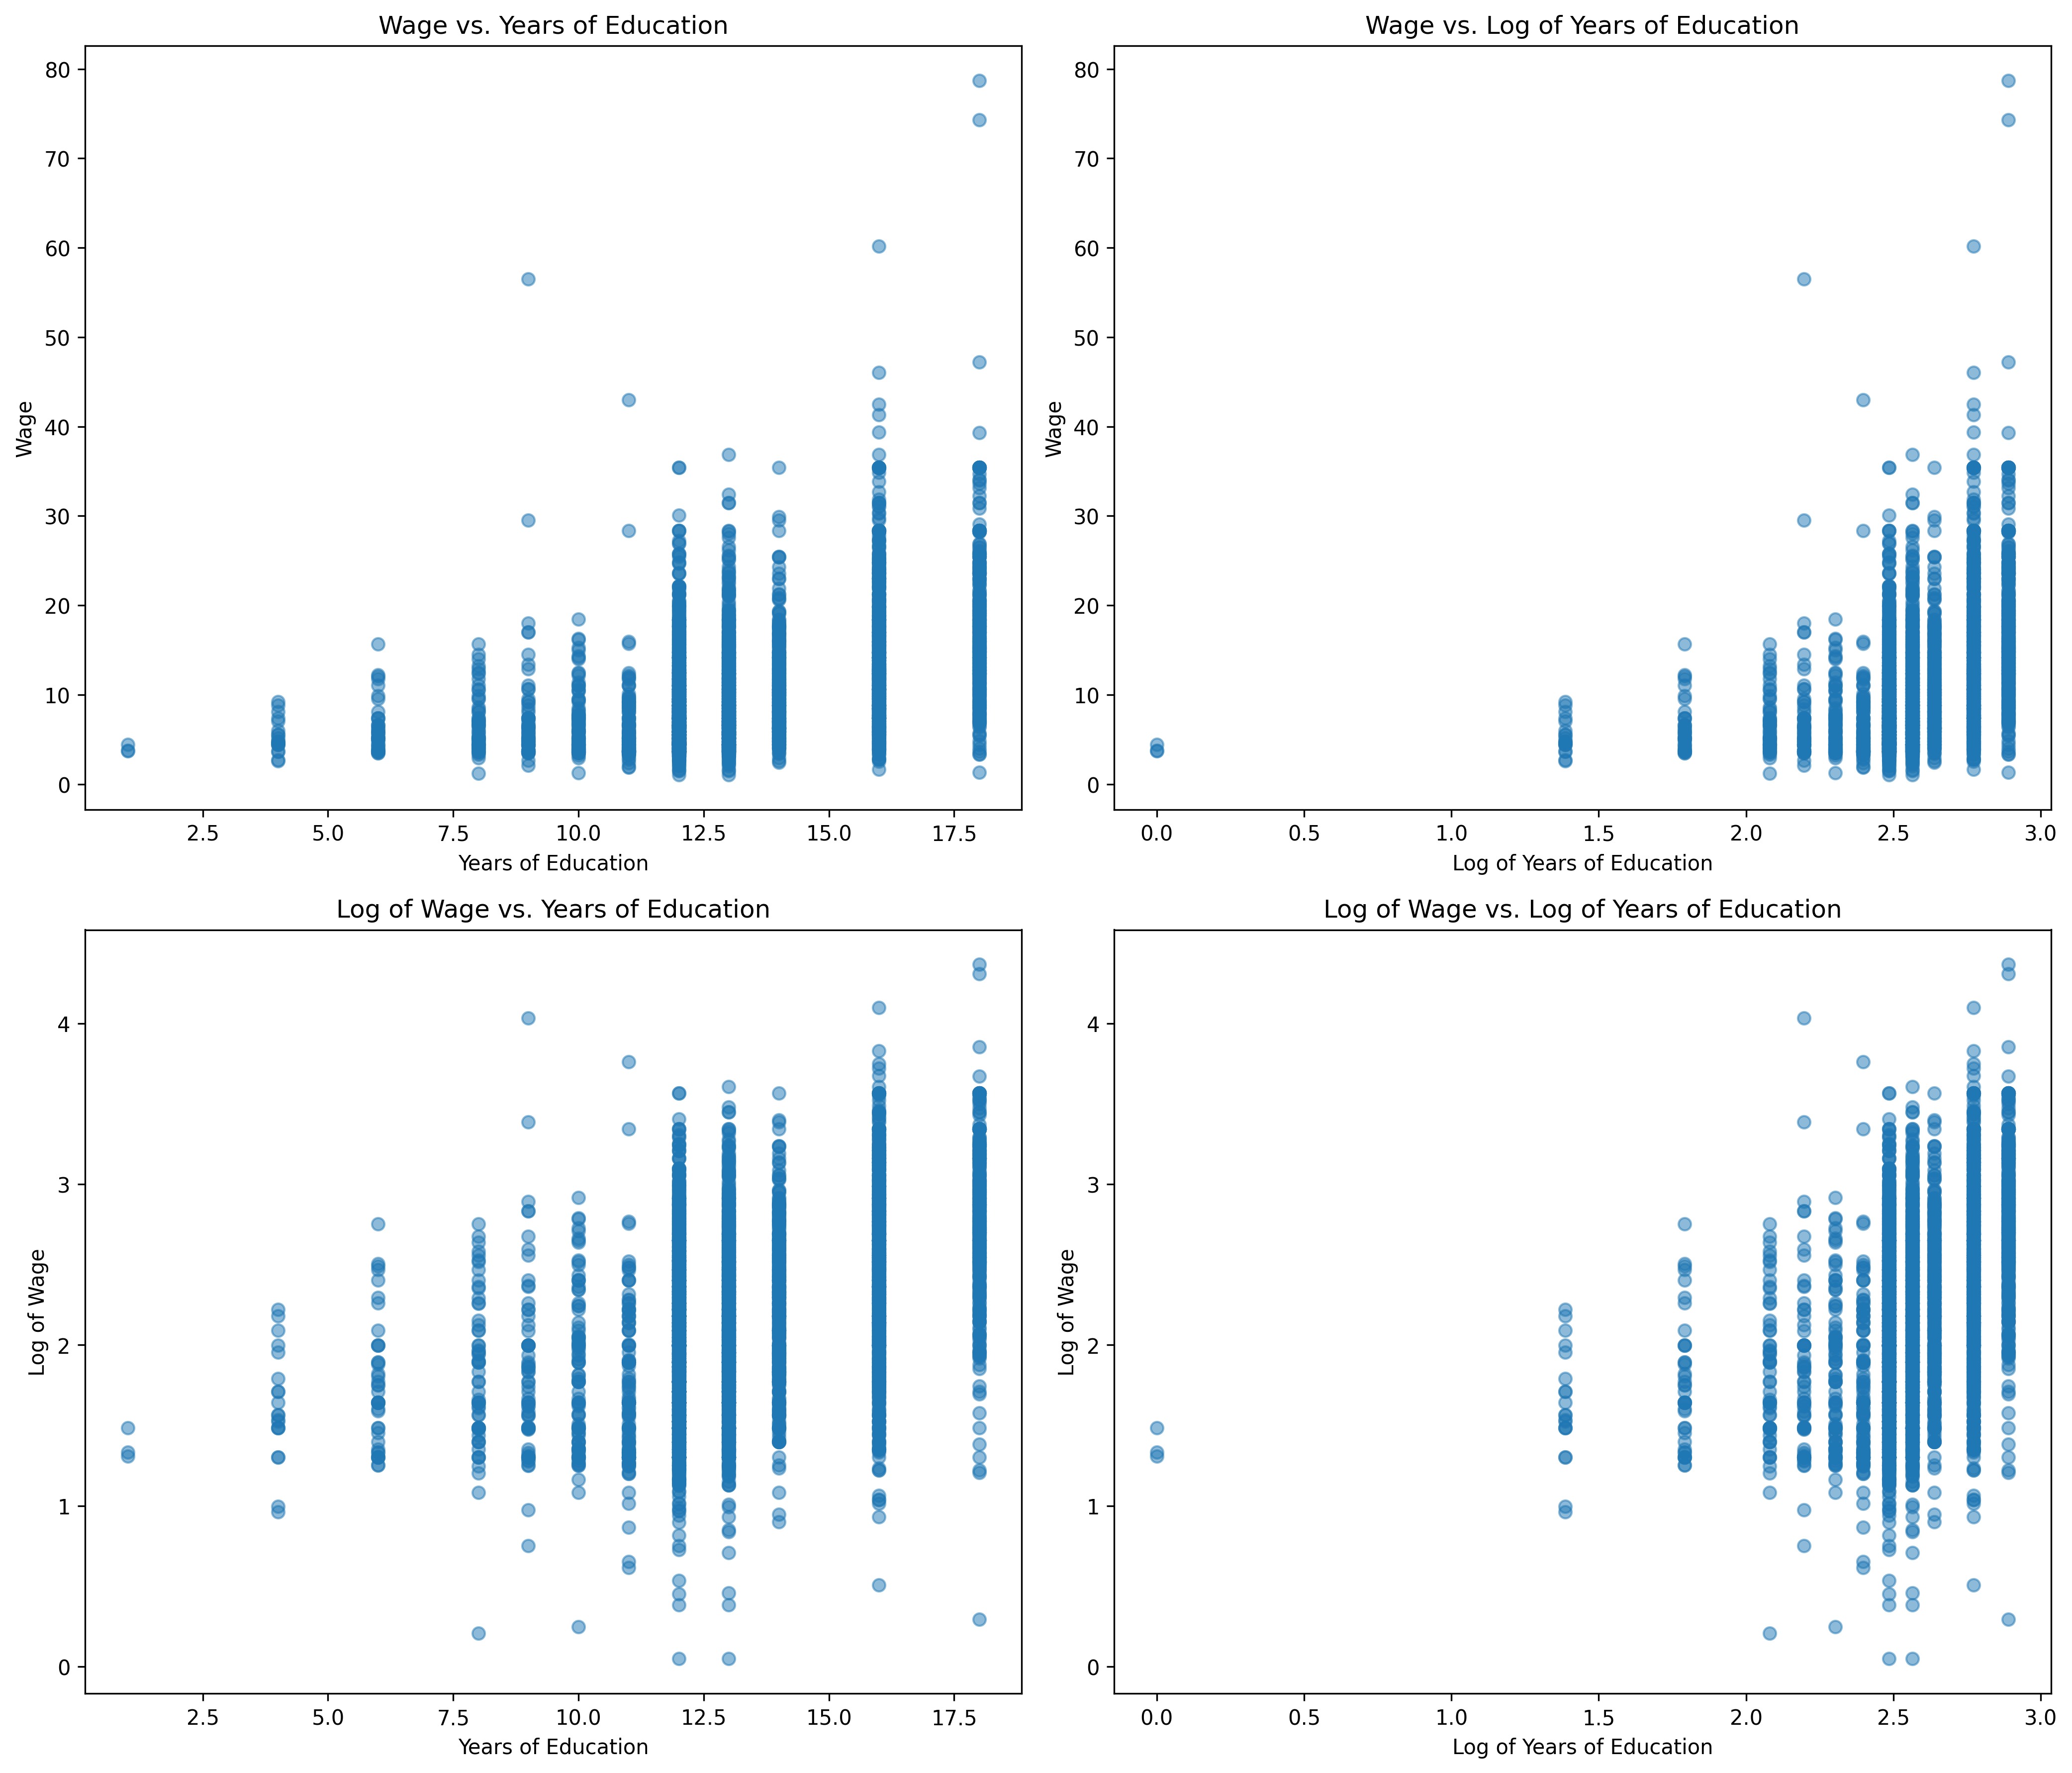 Wage vs. Years of Education
80
70
60
50
40
30
20
10
0
Wage
2.5 5.0 7.5 10.0 12.5 15.0 17.5
Years of Education
Wage vs. Log of Years of Education
80
70
60
50
40
30
20
10
0
Wage
0.0 0.5 1.0 1.5 2.0 2.5 3.0
Log of Years of Education
Log of Wage vs. Years of Education
4
3
2
1
0
Log of Wage
2.5 5.0 7.5 10.0 12.5 15.0 17.5
Years of Education
Log of Wage vs. Log of Years of Education
4
3
2
1
0
Log of Wage
0.0 0.5 1.0 1.5 2.0 2.5 3.0
Log of Years of Education